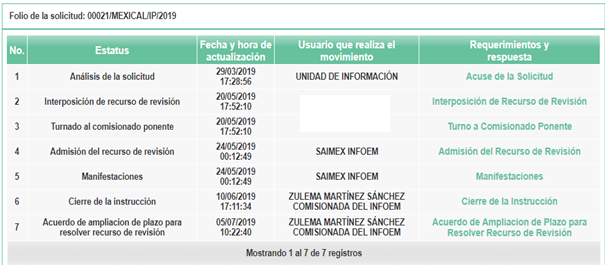 Folio de la solicitud: 00021/MEXICAL/IP/2019
No. Estatus Fecha y hora de actualización Usuario que realiza el movimiento Requerimientos y respuesta
1 Análisis de la solicitud 29/03/2019 17:28:56 UNIDAD DE INFORMACIÓN Acuse de la Solicitud
2 Interposición de recurso de revisión 20/05/2019 17:52:10 Interposición de Recurso de Revisión
3 Turnado al comisionado ponente 20/05/2019 17:52:10 Turno a Comisionado Ponente
4 Admisión del recurso de revisión 24/05/2019 00:12:49 SAIMEX INFOEM Admisión del Recurso de Revisión
5 Manifestaciones 24/05/2019 00:12:49 SAIMEX INFOEM Manifestaciones
6 Cierre de la instrucción 10/06/2019 17:11:34 ZULEMA MARTÍNEZ SÁNCHEZ COMISIONADA DEL INFOEM Cierre de la instrucción
7 Acuerdo de ampliacion de plazo para resolver recurso de revisión 05/07/2019 10:22:40 ZULEMA MARTÍNEZ SÁNCHEZ COMISIONADA DEL INFOEM Acuerdo de Ampliacion de Plazo para Resolver Recurso de Revisión
Mostrando 1 al 7 de 7 registros